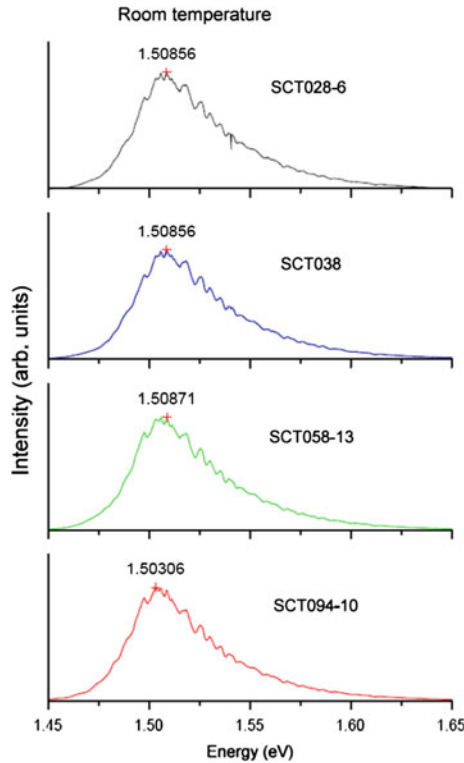 Room temperature
1.50856
SCT028-6
1.50856
SCT038
1.50871
SCT058-13
1.50306
SCT094-10
Intensity (arb. units)
1.45 1.50 1.55 1.60 1.65
Energy (eV)